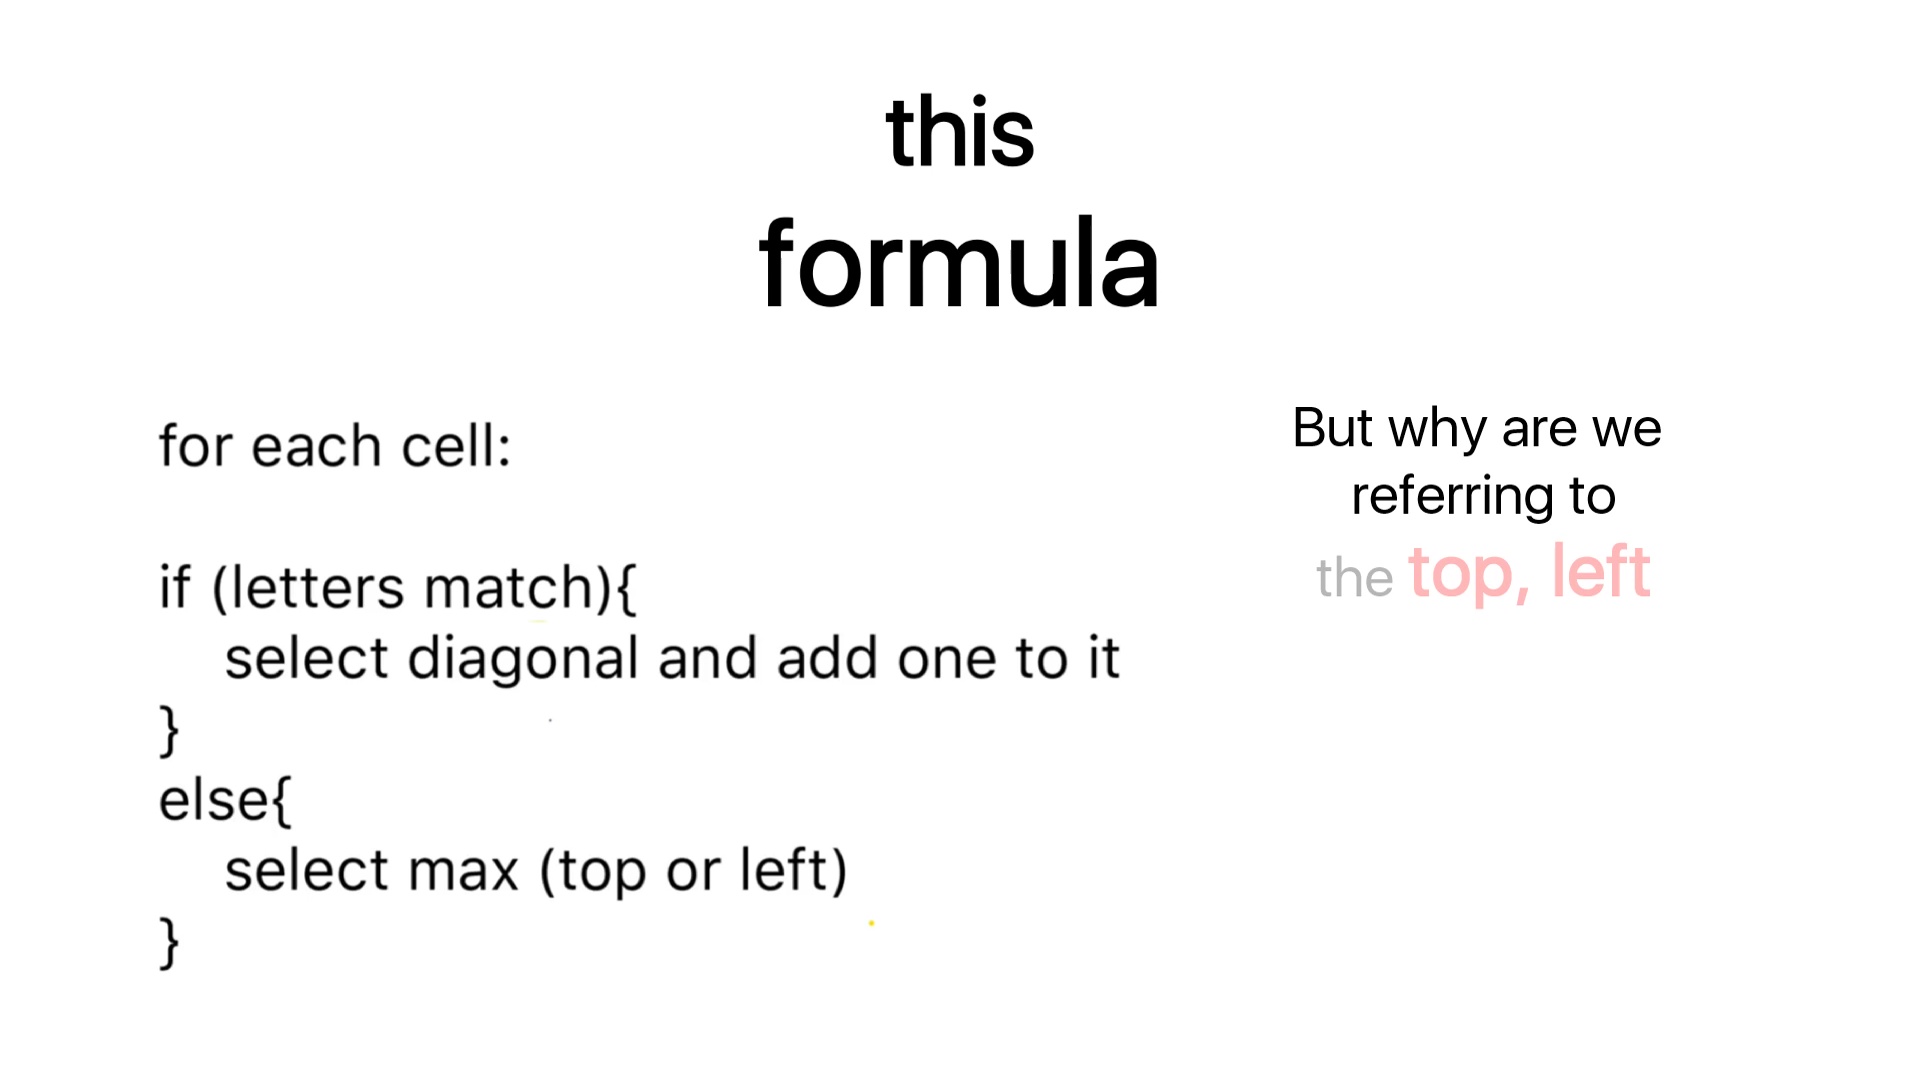 this
formula
for each cell:
if (letters match){
select diagonal and add one to it
}
else{
select max (top or left)
}
But why are we
referring to
the top, left